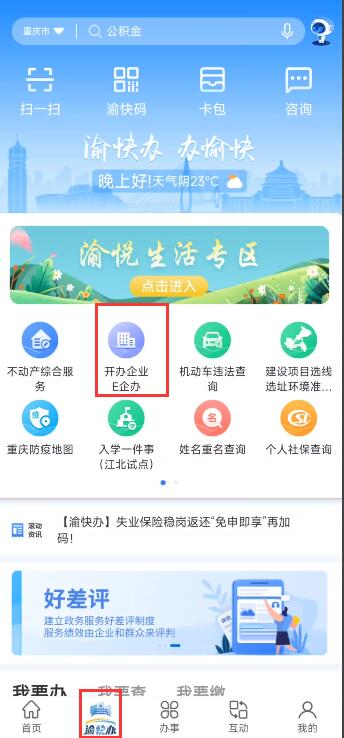 重庆市
公积金
扫一扫
渝快码
卡包
咨询
渝快办 办愉快
晚上好!天气阴23°C
渝悦生活专区
点击进入
不动产综合服
务
开办企业
E企办
机动车违法查
询
建设项目选线
选址环境准...
重庆防疫地图
入学一件事
(江北试点)
姓名重名查询
个人社保查询
滚动
资讯
【渝快办】失业保险稳岗返还“免申即享”再加
码！
好差评
建立政务服务好差评制度
服务绩效由企业和群众来评判
我要办 我要查 我要缴
首页
渝快办
办事
互动
我的